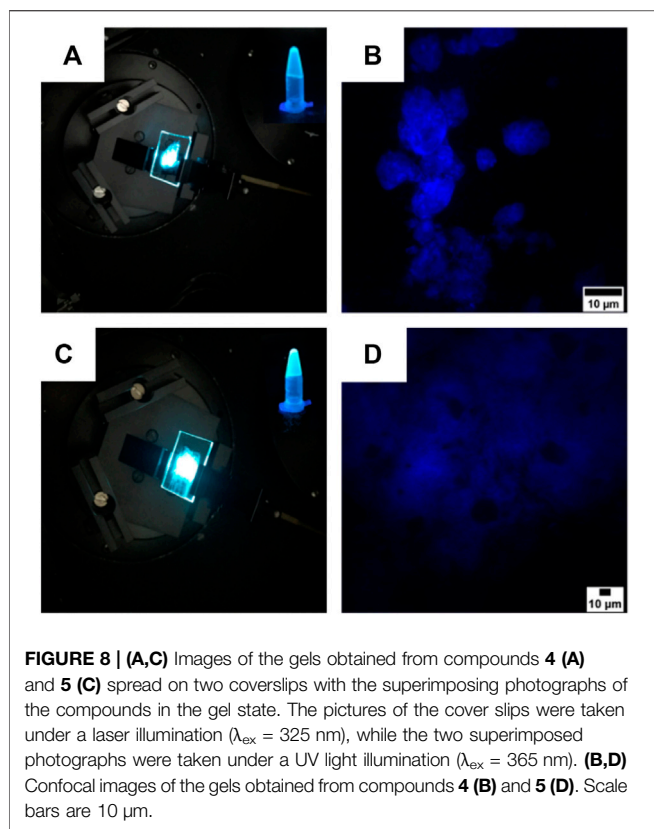 A
B
10 µm
C
D
10 µm
FIGURE 8 | (A,C) Images of the gels obtained from compounds 4 (A)
and 5 (C) spread on two coverslips with the superimposing photographs of
the compounds in the gel state. The pictures of the cover slips were taken
under a laser illumination (λex = 325 nm), while the two superimposed
photographs were taken under a UV light illumination (λex = 365 nm). (B,D)
Confocal images of the gels obtained from compounds 4 (B) and 5 (D). Scale
bars are 10 µm.